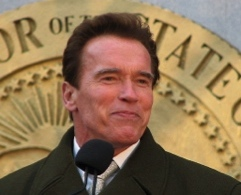 OR OF THE STATE OF